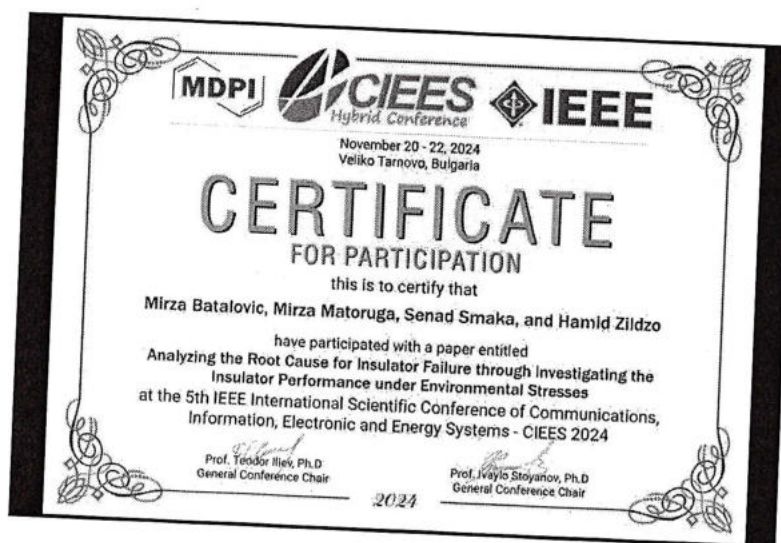 MDPI
CIEES
Hybrid Conference
IEEE
November 20 - 22, 2024
Veliko Tarnovo, Bulgaria
CERTIFICATE
FOR PARTICIPATION
this is to certify that
Mirza Batalovic, Mirza Matoruga, Senad Smaka, and Hamid Zildzo
have participated with a paper entitled
Analyzing the Root Cause for Insulator Failure through Investigating the
Insulator Performance under Environmental Stresses
at the 5th IEEE International Scientific Conference of Communications,
Information, Electronic and Energy Systems - CIEES 2024
Prof. Teodor Iliev, Ph.D
General Conference Chair
Prof. Ivaylo Stoyanov, Ph.D
General Conference Chair
2024